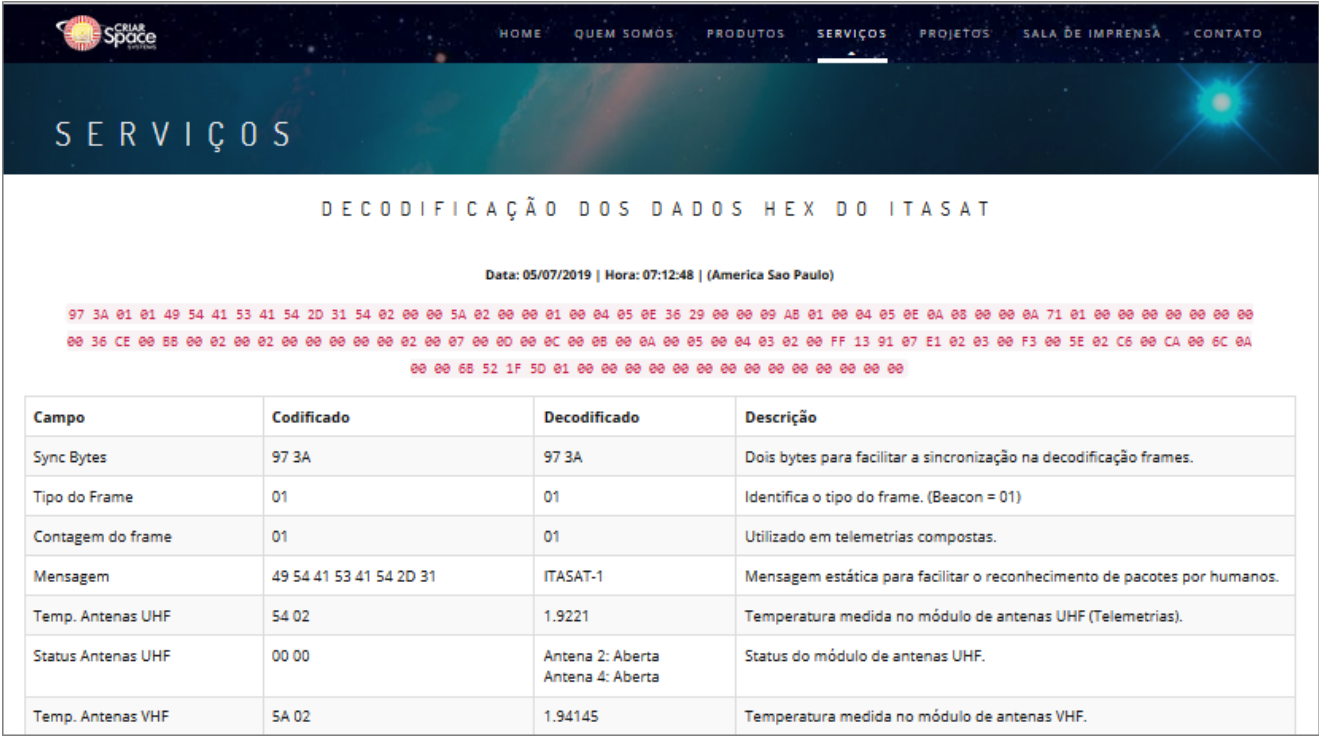 CRIAR
Space
SYSTEMS
HOME QUEM SOMOS PRODUTOS SERVIÇOS PROJETOS SALA DE IMPRENSA CONTATO
SERVIÇOS
DECODIFICAÇÃO DOS DADOS HEX DO ITASAT
Data: 05/07/2019 | Hora: 07:12:48 | (America Sao Paulo)
97 3A 01 01 49 54 41 53 41 54 2D 31 54 02 00 00 5A 02 00 00 01 00 04 05 0E 36 29 00 00 09 AB 01 00 04 05 0E 0A 08 00 00 0A 71 01 00 00 00 00 00 00 00
00 36 CE 00 BB 00 02 00 02 00 00 00 00 00 02 00 07 00 0D 00 0C 00 0B 00 0A 00 05 00 04 03 02 00 FF 13 91 07 E1 02 03 00 F3 00 5E 02 C6 00 CA 00 6C 0A
00 00 6B 52 1F 5D 01 00 00 00 00 00 00 00 00 00 00 00 00 00 00
Campo Codificado Decodificado Descrição
Sync Bytes 97 3A 97 3A Dois bytes para facilitar a sincronização na decodificação frames.
Tipo do Frame 01 01 Identifica o tipo do frame. (Beacon = 01)
Contagem do frame 01 01 Utilizado em telemetrias compostas.
Mensagem 49 54 41 53 41 54 2D 31 ITASAT-1 Mensagem estática para facilitar o reconhecimento de pacotes por humanos.
Temp. Antenas UHF 54 02 1.9221 Temperatura medida no módulo de antenas UHF (Telemetrias).
Status Antenas UHF 00 00 Antena 2: Aberta Status do módulo de antenas UHF.
Antena 4: Aberta
Temp. Antenas VHF 5A 02 1.94145 Temperatura medida no módulo de antenas VHF.